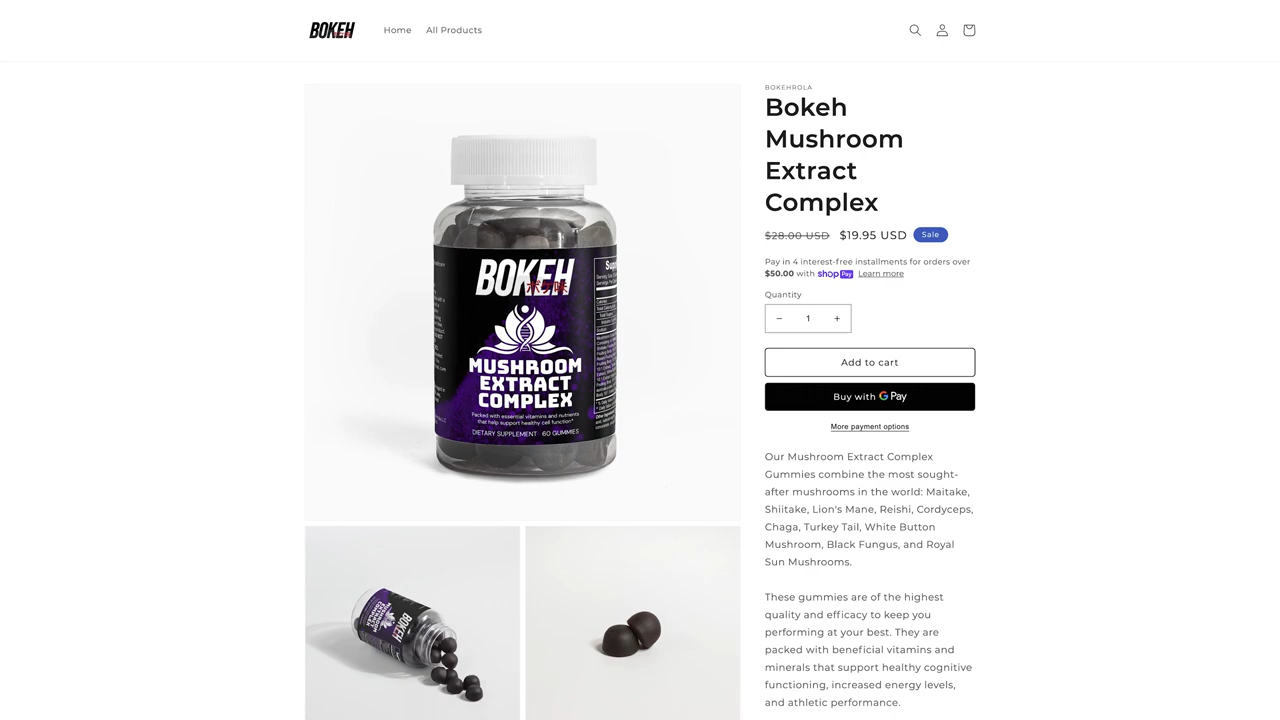 BOKEH
Home
All Products
BOKEHROLA
Bokeh
Mushroom
Extract
Complex
$28.00 USD $19.95 USD Sale
Pay in 4 interest-free installments for orders over
$50.00 with shop Pay Learn more
Quantity
− 1 +
Add to cart
Buy with G Pay
More payment options
Our Mushroom Extract Complex
Gummies combine the most sought-
after mushrooms in the world: Maitake,
Shiitake, Lion's Mane, Reishi, Cordyceps,
Chaga, Turkey Tail, White Button
Mushroom, Black Fungus, and Royal
Sun Mushrooms.
These gummies are of the highest
quality and efficacy to keep you
performing at your best. They are
packed with beneficial vitamins and
minerals that support healthy cognitive
functioning, increased energy levels,
and athletic performance.
BOKEH
MUSHROOM
EXTRACT
COMPLEX
Packed with essential vitamins and nutrients
that help support healthy cell function*
DIETARY SUPPLEMENT 60 GUMMIES
BOKEH
MUSHROOM
EXTRACT
COMPLEX